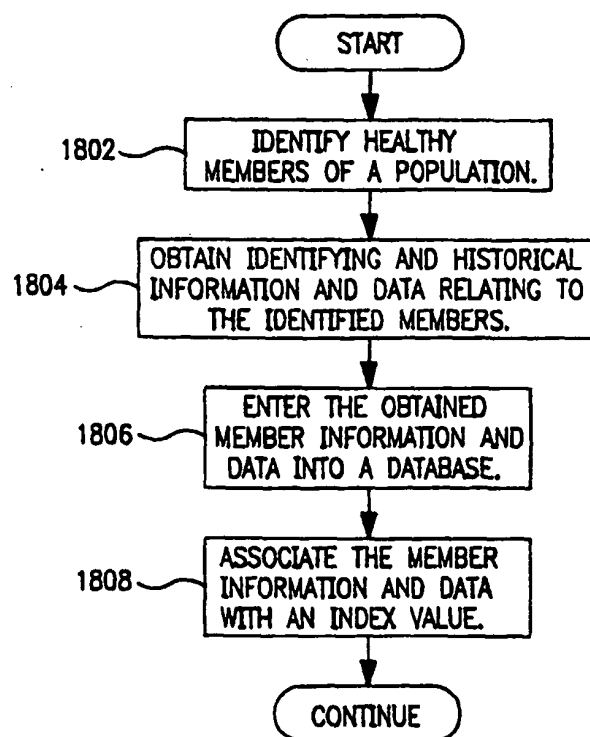 START
1802
IDENTIFY HEALTHY
MEMBERS OF A POPULATION.
1804
OBTAIN IDENTIFYING AND HISTORICAL
INFORMATION AND DATA RELATING TO
THE IDENTIFIED MEMBERS.
1806
ENTER THE OBTAINED
MEMBER INFORMATION AND
DATA INTO A DATABASE.
1808
ASSOCIATE THE MEMBER
INFORMATION AND DATA
WITH AN INDEX VALUE.
CONTINUE